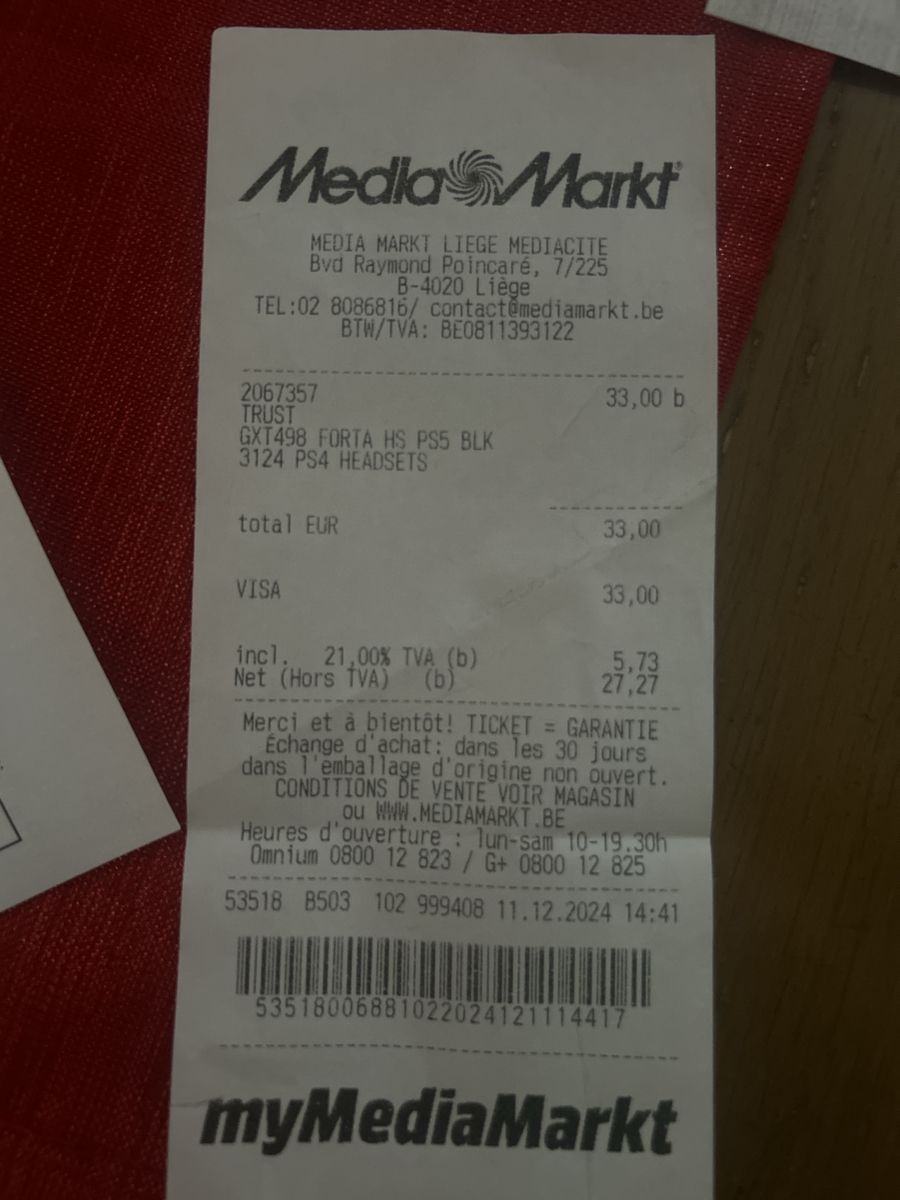 Media Markt®
MEDIA MARKT LIEGE MEDIACITE
Bvd Raymond Poincaré, 7/225
B-4020 Liège
TEL:02 8086816/ contact@mediamarkt.be
BTW/TVA: BE0811393122
2067357 33,00 b
TRUST
GXT498 FORTA HS PS5 BLK
3124 PS4 HEADSETS
total EUR 33,00
VISA 33,00
incl. 21,00% TVA (b) 5,73
Net (Hors TVA) (b) 27,27
Merci et à bientôt! TICKET = GARANTIE
Échange d'achat: dans les 30 jours
dans l'emballage d'origine non ouvert.
CONDITIONS DE VENTE VOIR MAGASIN
ou WWW.MEDIAMARKT.BE
Heures d'ouverture : lun-sam 10-19.30h
Omnium 0800 12 823 / G+ 0800 12 825
53518 B503 102 999408 11.12.2024 14:41
53518006881022024121114417
myMediaMarkt